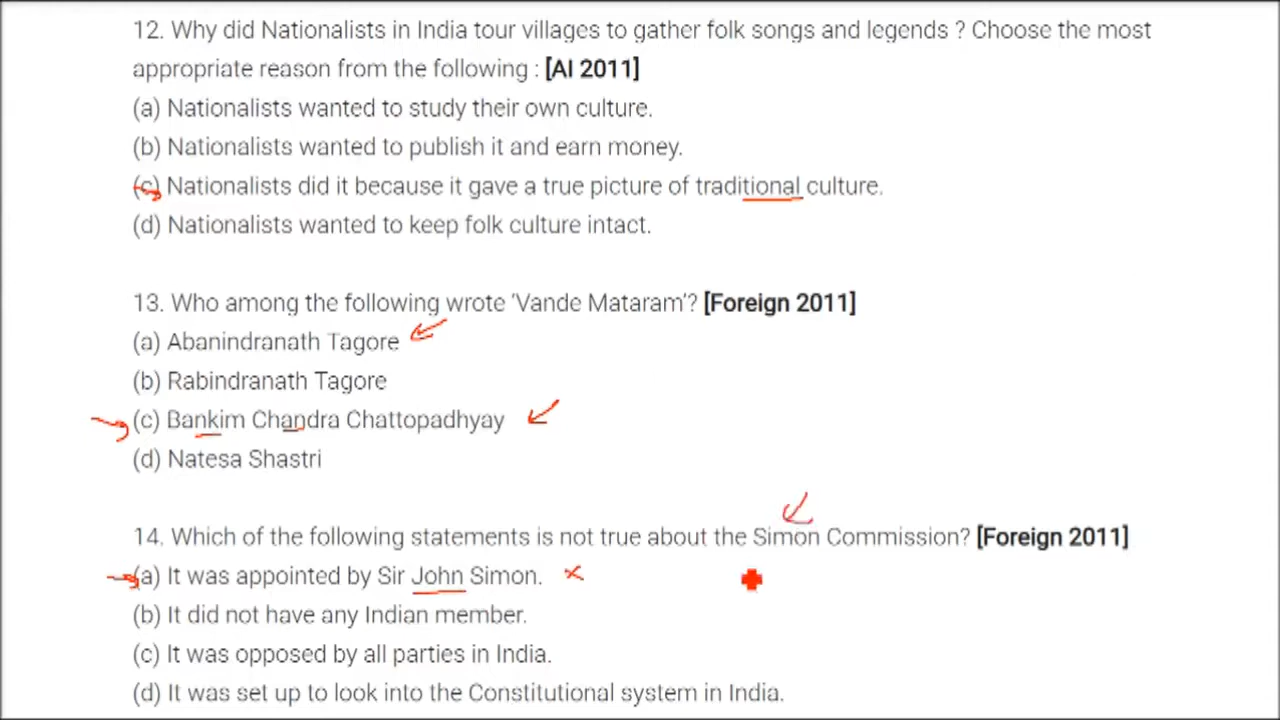 12. Why did Nationalists in India tour villages to gather folk songs and legends ? Choose the most
appropriate reason from the following : [AI 2011]
(a) Nationalists wanted to study their own culture.
(b) Nationalists wanted to publish it and earn money.
(c) Nationalists did it because it gave a true picture of traditional culture.
(d) Nationalists wanted to keep folk culture intact.
13. Who among the following wrote ‘Vande Mataram’? [Foreign 2011]
(a) Abanindranath Tagore
(b) Rabindranath Tagore
(c) Bankim Chandra Chattopadhyay
(d) Natesa Shastri
14. Which of the following statements is not true about the Simon Commission? [Foreign 2011]
(a) It was appointed by Sir John Simon.
(b) It did not have any Indian member.
(c) It was opposed by all parties in India.
(d) It was set up to look into the Constitutional system in India.